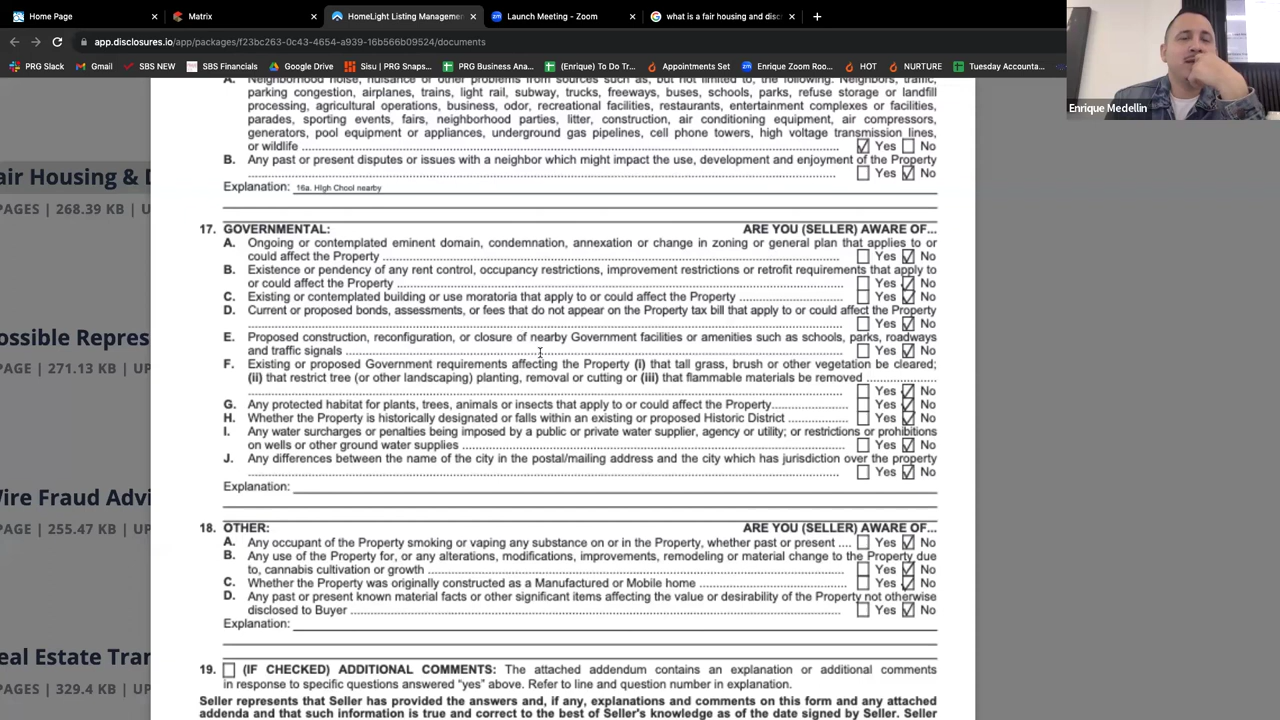 Home Page
Matrix
HomeLight Listing Managemen
Launch Meeting - Zoom
what is a fair housing and disc
app.disclosures.io/app/packages/f23bc263-0c43-4654-a939-16b566b09524/documents
PRG Slack
Gmail
SBS NEW
SBS Financials
Google Drive
Sisu | PRG Snaps...
PRG Business Ana...
(Enrique) To Do Tr...
Appointments Set
Enrique Zoom Roo...
HOT
NURTURE
Tuesday Accounta...
Enrique Medellin
air Housing & D
PAGES | 268.39 KB | U
ossible Repres
PAGES | 271.13 KB | U
Wire Fraud Advi
PAGE | 255.47 KB | UP
eal Estate Tran
PAGES | 329.4 KB | UP
A. Neighborhood noise, nuisance or other problems from sources such as, but not limited to, the following: Neighbors, traffic,
parking congestion, airplanes, trains, light rail, subway, trucks, freeways, buses, schools, parks, refuse storage or landfill
processing, agricultural operations, business, odor, recreational facilities, restaurants, entertainment complexes or facilities,
parades, sporting events, fairs, neighborhood parties, litter, construction, air conditioning equipment, air compressors,
generators, pool equipment or appliances, underground gas pipelines, cell phone towers, high voltage transmission lines,
or wildlife Yes No
B. Any past or present disputes or issues with a neighbor which might impact the use, development and enjoyment of the Property
Yes No
Explanation: 16a. HIgh Chool nearby
17. GOVERNMENTAL: ARE YOU (SELLER) AWARE OF...
A. Ongoing or contemplated eminent domain, condemnation, annexation or change in zoning or general plan that applies to or
could affect the Property Yes No
B. Existence or pendency of any rent control, occupancy restrictions, improvement restrictions or retrofit requirements that apply to
or could affect the Property Yes No
C. Existing or contemplated building or use moratoria that apply to or could affect the Property Yes No
D. Current or proposed bonds, assessments, or fees that do not appear on the Property tax bill that apply to or could affect the Property
Yes No
E. Proposed construction, reconfiguration, or closure of nearby Government facilities or amenities such as schools, parks, roadways
and traffic signals Yes No
F. Existing or proposed Government requirements affecting the Property (i) that tall grass, brush or other vegetation be cleared;
(ii) that restrict tree (or other landscaping) planting, removal or cutting or (iii) that flammable materials be removed
Yes No
G. Any protected habitat for plants, trees, animals or insects that apply to or could affect the Property Yes No
H. Whether the Property is historically designated or falls within an existing or proposed Historic District Yes No
I. Any water surcharges or penalties being imposed by a public or private water supplier, agency or utility; or restrictions or prohibitions
on wells or other ground water supplies Yes No
J. Any differences between the name of the city in the postal/mailing address and the city which has jurisdiction over the property
Yes No
Explanation:
18. OTHER: ARE YOU (SELLER) AWARE OF...
A. Any occupant of the Property smoking or vaping any substance on or in the Property, whether past or present Yes No
B. Any use of the Property for, or any alterations, modifications, improvements, remodeling or material change to the Property due
to, cannabis cultivation or growth Yes No
C. Whether the Property was originally constructed as a Manufactured or Mobile home Yes No
D. Any past or present known material facts or other significant items affecting the value or desirability of the Property not otherwise
disclosed to Buyer Yes No
Explanation:
19. (IF CHECKED) ADDITIONAL COMMENTS: The attached addendum contains an explanation or additional comments
in response to specific questions answered "yes" above. Refer to line and question number in explanation.
Seller represents that Seller has provided the answers and, if any, explanations and comments on this form and any attached
addenda and that such information is true and correct to the best of Seller's knowledge as of the date signed by Seller. Seller